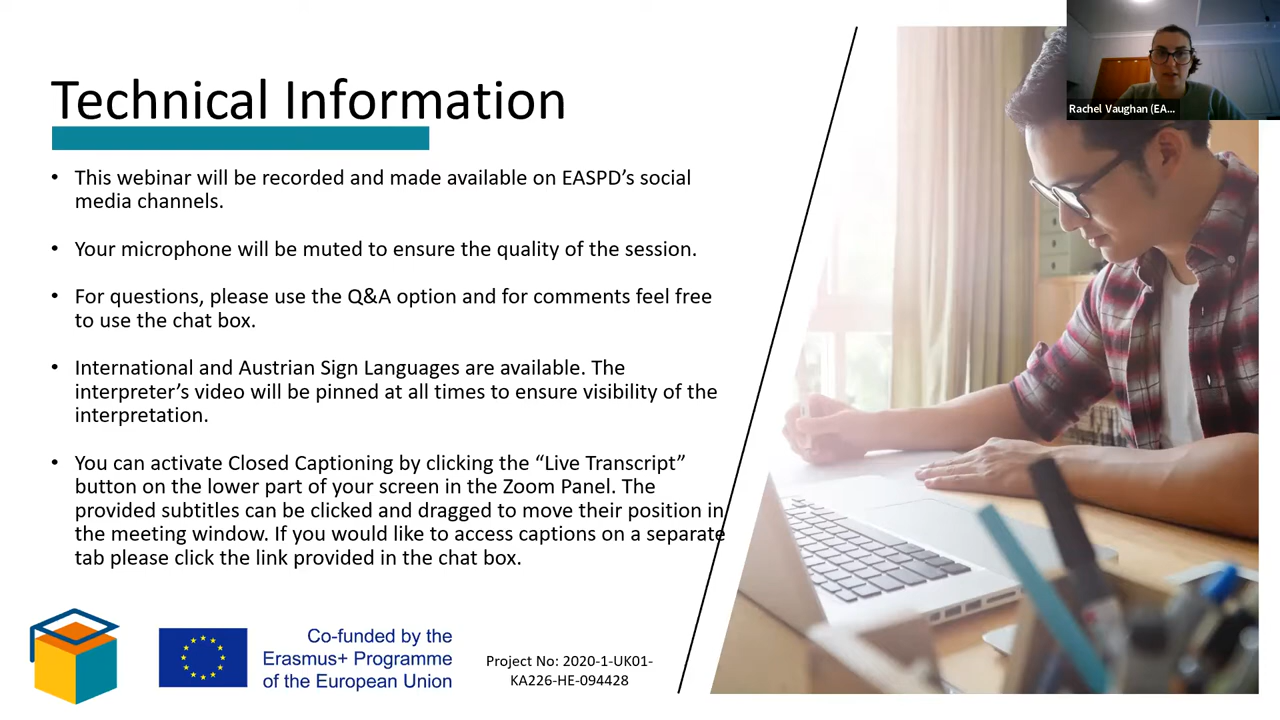 Technical Information
• This webinar will be recorded and made available on EASPD’s social
media channels.
• Your microphone will be muted to ensure the quality of the session.
• For questions, please use the Q&A option and for comments feel free
to use the chat box.
• International and Austrian Sign Languages are available. The
interpreter’s video will be pinned at all times to ensure visibility of the
interpretation.
• You can activate Closed Captioning by clicking the “Live Transcript”
button on the lower part of your screen in the Zoom Panel. The
provided subtitles can be clicked and dragged to move their position in
the meeting window. If you would like to access captions on a separate
tab please click the link provided in the chat box.
Co-funded by the
Erasmus+ Programme
of the European Union
Project No: 2020-1-UK01-
KA226-HE-094428
Rachel Vaughan (EA...